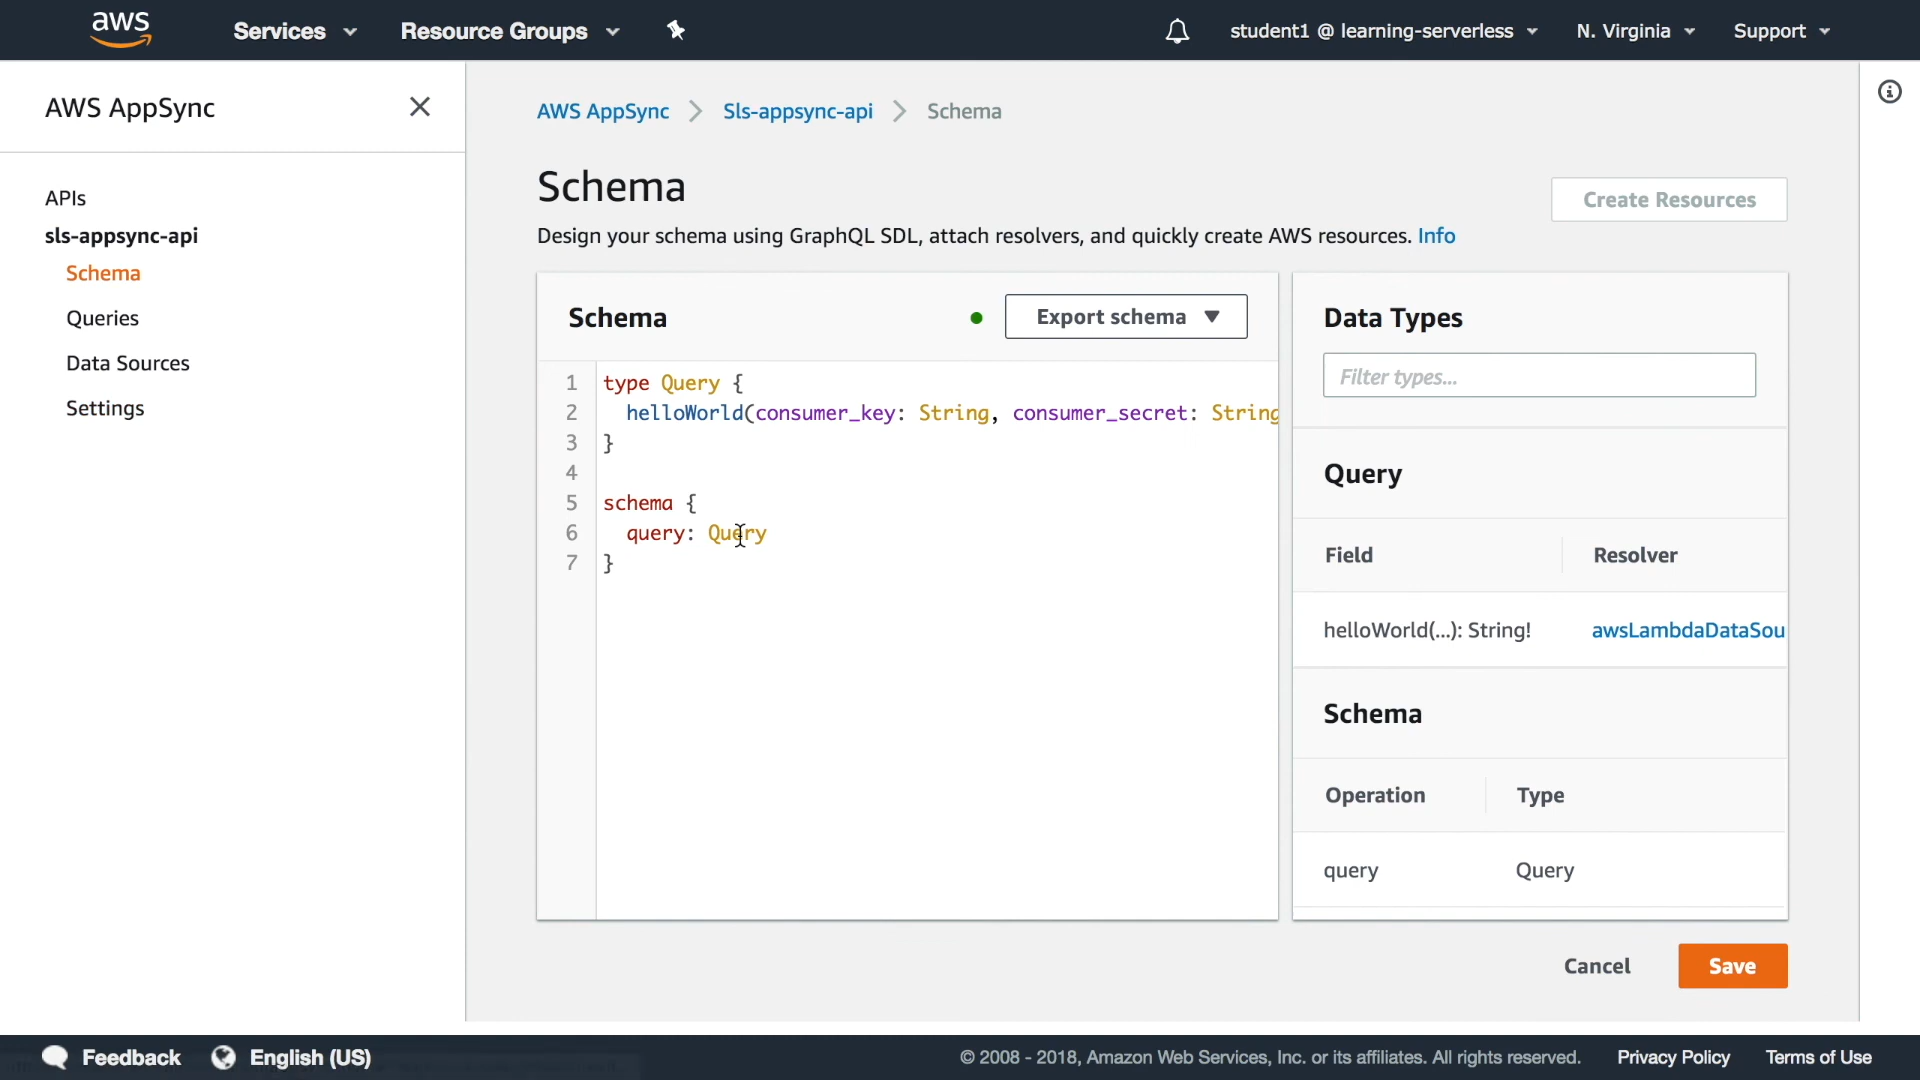 aws Services Resource Groups student1 @ learning-serverless N. Virginia Support
AWS AppSync
APIs
sls-appsync-api
Schema
Queries
Data Sources
Settings
AWS AppSync Sls-appsync-api Schema
Schema
Create Resources
Design your schema using GraphQL SDL, attach resolvers, and quickly create AWS resources. Info
Schema
Export schema
1 type Query {
2 helloWorld(consumer_key: String, consumer_secret: String
3 }
4
5 schema {
6 query: Query
7 }
Data Types
Filter types...
Query
Field Resolver
helloWorld(...): String! awsLambdaDataSou
Schema
Operation Type
query Query
Cancel Save
Feedback English (US) © 2008 - 2018, Amazon Web Services, Inc. or its affiliates. All rights reserved. Privacy Policy Terms of Use